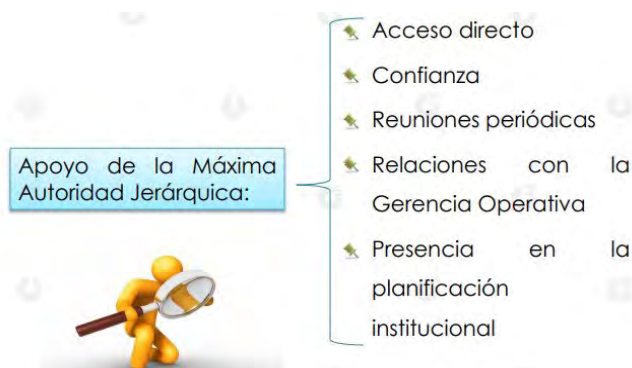 Apoyo de la Máxima
Autoridad Jerárquica:
Acceso directo
Confianza
Reuniones periódicas
Relaciones con la
Gerencia Operativa
Presencia en la
planificación
institucional